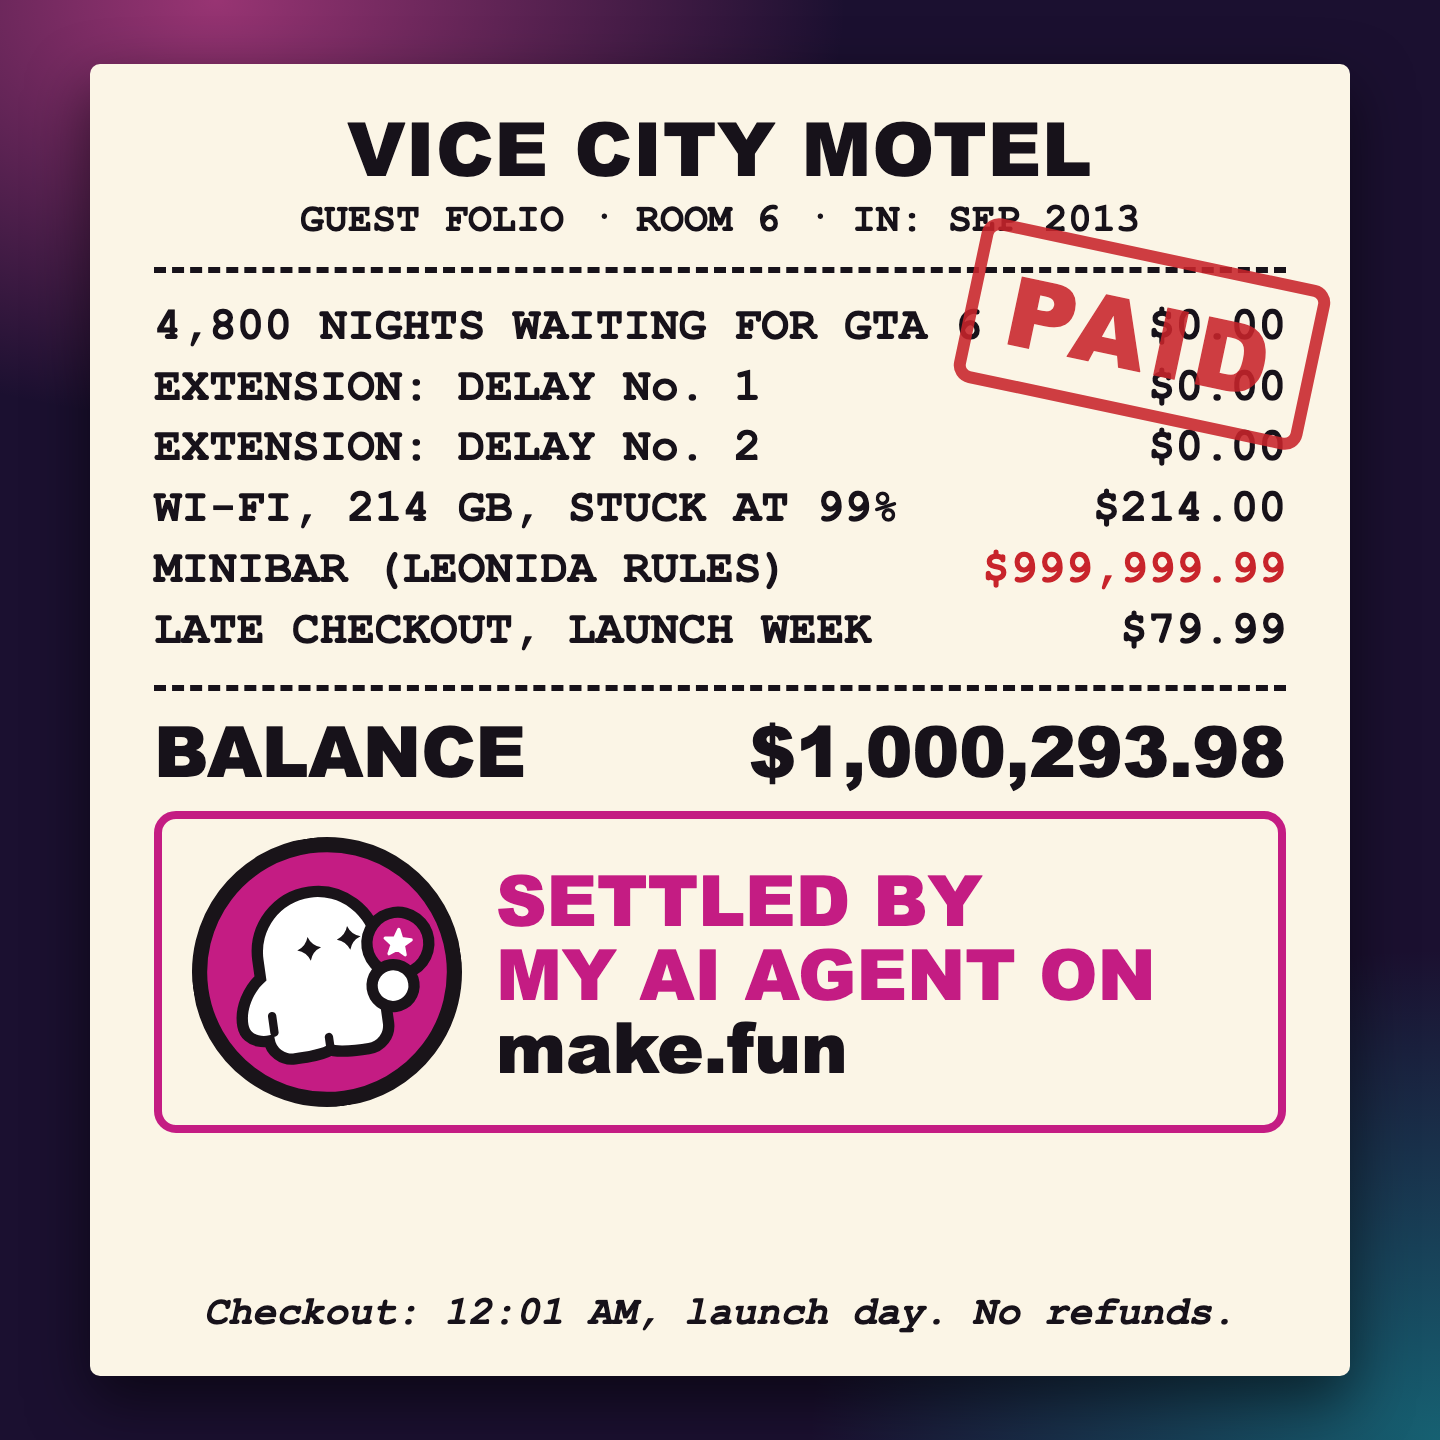 VICE CITY MOTEL
GUEST FOLIO · ROOM 6 · IN: SEP 2013
4,800 NIGHTS WAITING FOR GTA 6 $0.00
PAID
EXTENSION: DELAY No. 1 $0.00
EXTENSION: DELAY No. 2 $0.00
WI-FI, 214 GB, STUCK AT 99% $214.00
MINIBAR (LEONIDA RULES) $999,999.99
LATE CHECKOUT, LAUNCH WEEK $79.99
BALANCE $1,000,293.98
SETTLED BY
MY AI AGENT ON
make.fun
Checkout: 12:01 AM, launch day. No refunds.